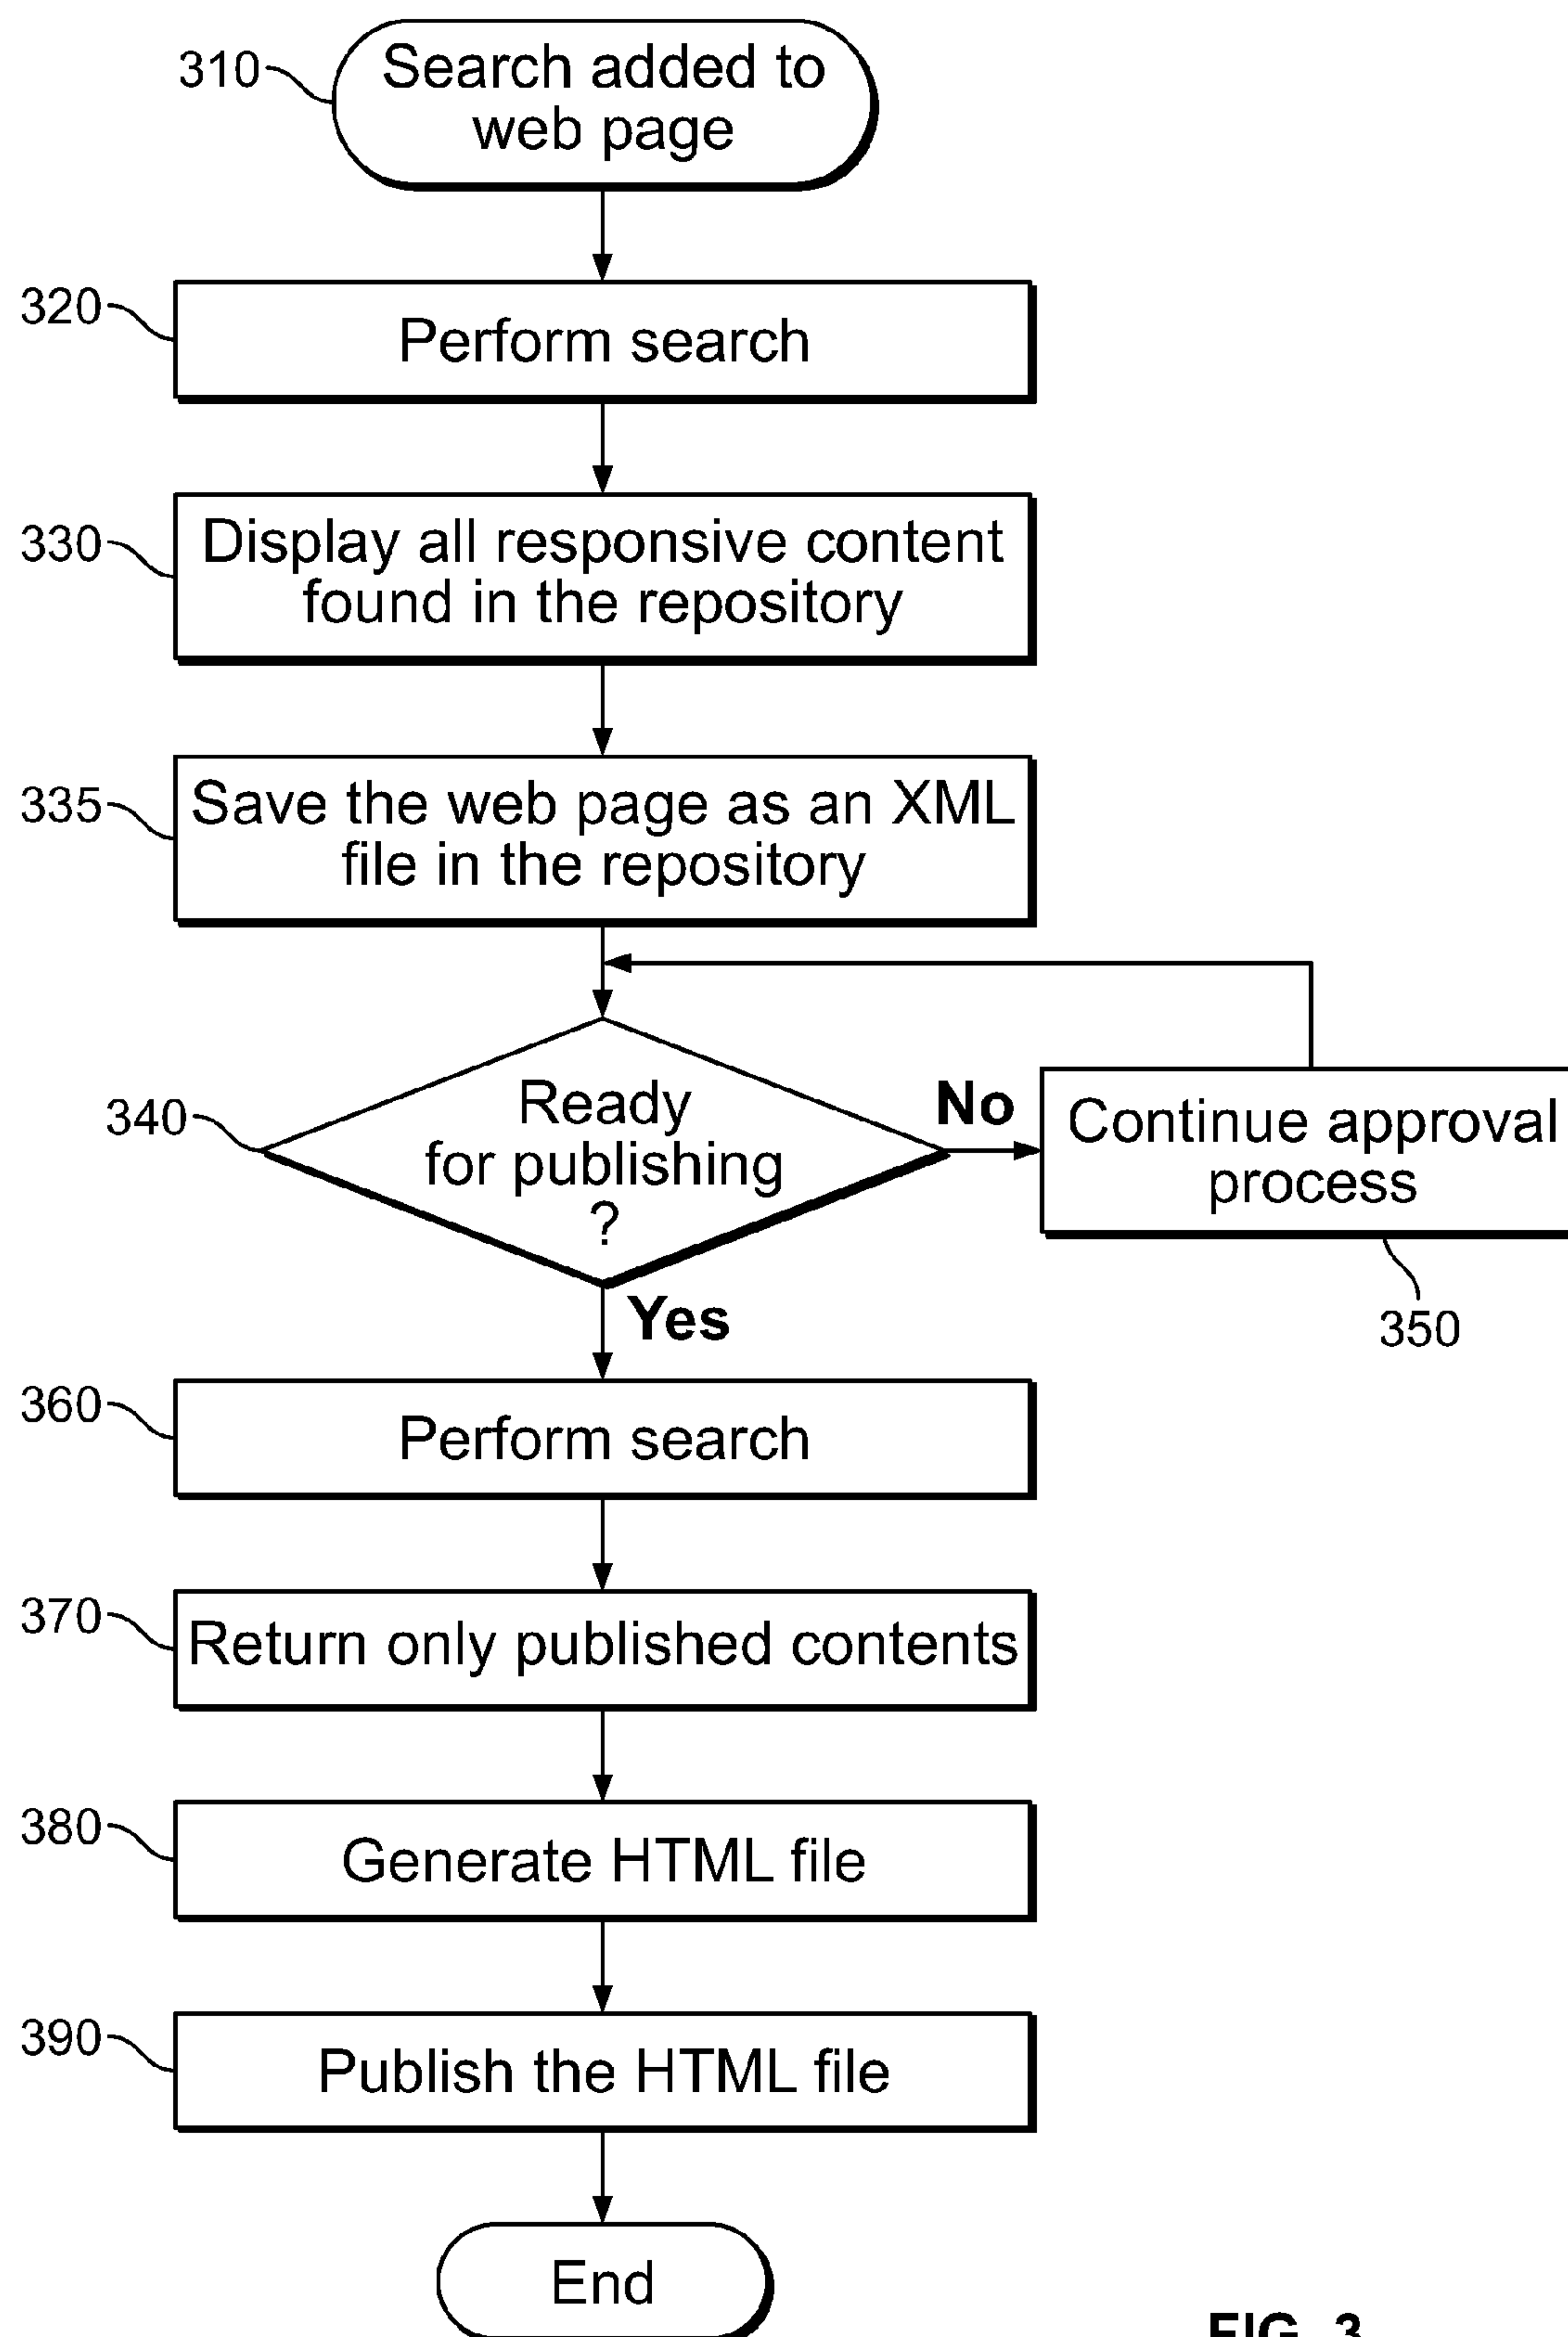 310
Search added to
web page
320
Perform search
330
Display all responsive content
found in the repository
335
Save the web page as an XML
file in the repository
340
Ready
for publishing
?
No
Continue approval
process
350
Yes
360
Perform search
370
Return only published contents
380
Generate HTML file
390
Publish the HTML file
End
FIG. 3